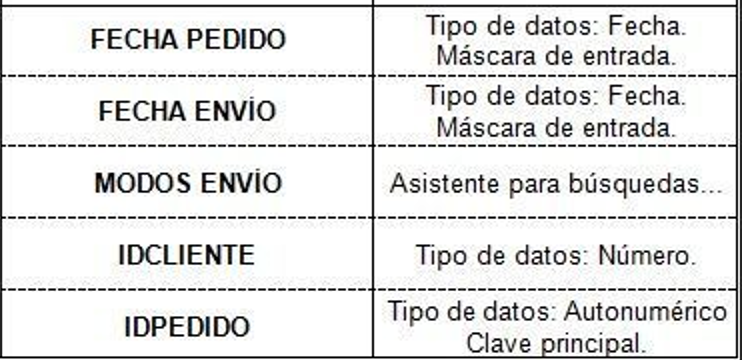 FECHA PEDIDO
Tipo de datos: Fecha.
Máscara de entrada.
FECHA ENVÍO
Tipo de datos: Fecha.
Máscara de entrada.
MODOS ENVÍO
Asistente para búsquedas...
IDCLIENTE
Tipo de datos: Número.
IDPEDIDO
Tipo de datos: Autonumérico
Clave principal.